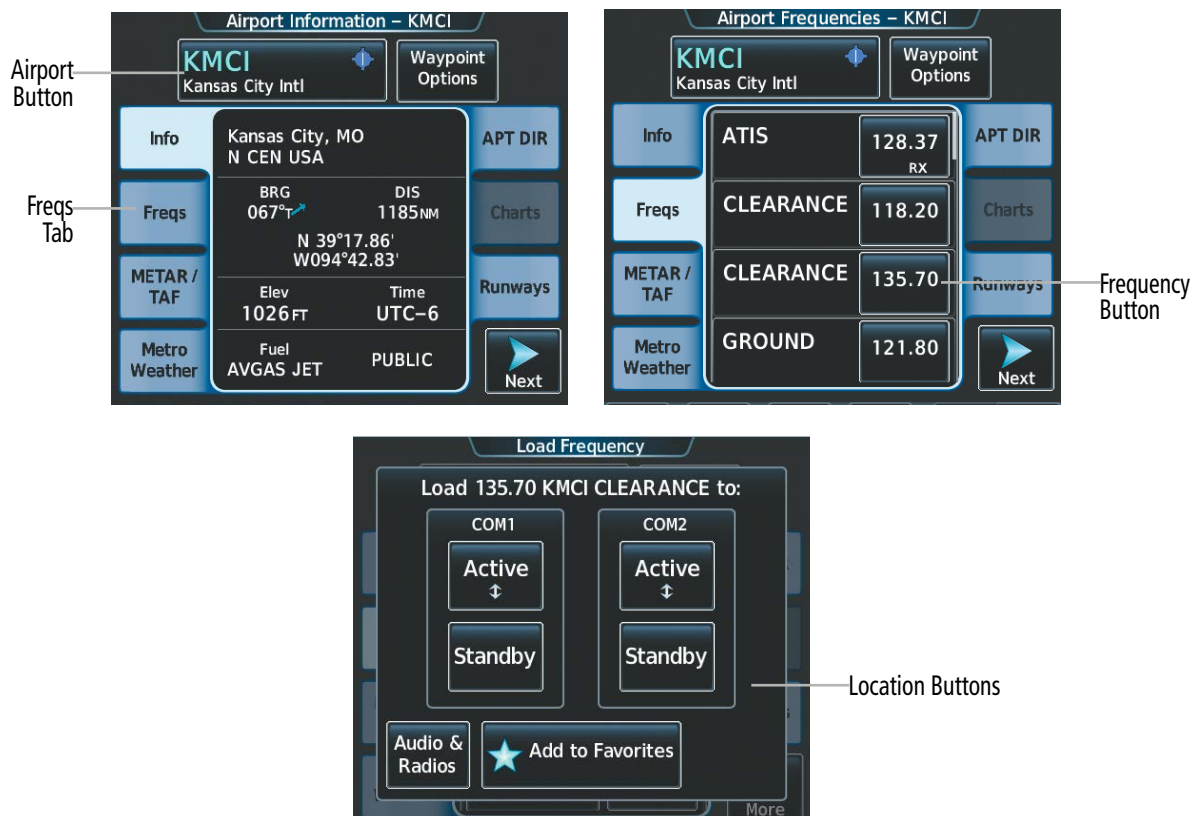 Airport Information – KMCI
KMCI
Kansas City Intl
Waypoint
Options
Airport
Button
Info
Kansas City, MO
N CEN USA
APT DIR
Freqs
Tab
Freqs
BRG
067°T
DIS
1185NM
N 39°17.86'
W094°42.83'
Charts
METAR /
TAF
Elev
1026FT
Time
UTC–6
Runways
Metro
Weather
Fuel
AVGAS JET
PUBLIC
Next
Airport Frequencies – KMCI
KMCI
Kansas City Intl
Waypoint
Options
Info
ATIS
128.37
RX
APT DIR
Freqs
CLEARANCE
118.20
Charts
METAR /
TAF
CLEARANCE
135.70
Runways
Frequency
Button
Metro
Weather
GROUND
121.80
Next
Load Frequency
Load 135.70 KMCI CLEARANCE to:
COM1
COM2
Active
Active
Standby
Standby
Location Buttons
Audio &
Radios
Add to Favorites
More